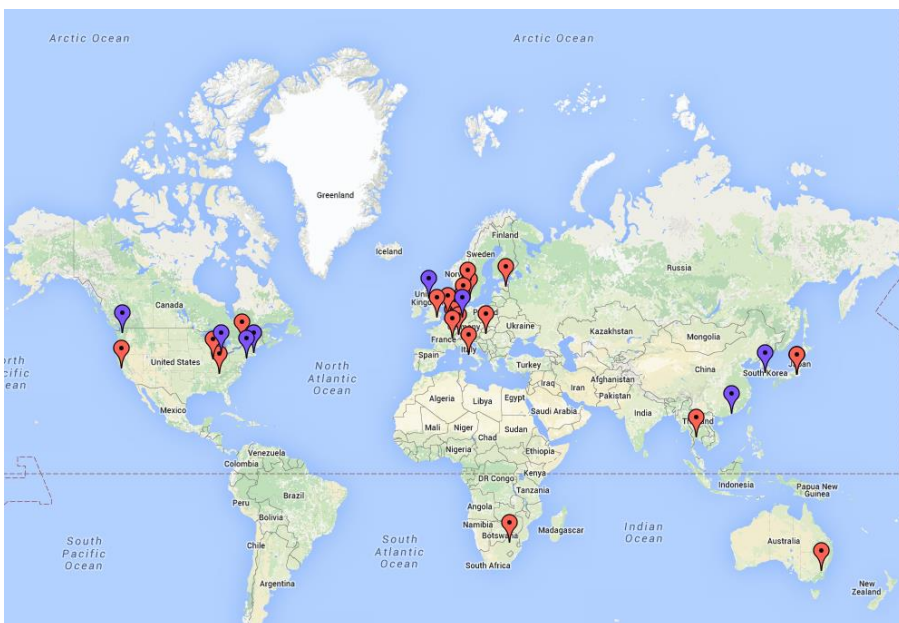 Arctic Ocean
Arctic Ocean
Greenland
Iceland
Finland
Sweden
Russia
Canada
Ukraine
Kazakhstan
Mongolia
United States
France
Spain
Italy
Turkey
North
Atlantic
Ocean
China
South Korea
Afghanistan
Pakistan
Iraq
Iran
Algeria
Libya
Egypt
Saudi Arabia
India
Mexico
Mali
Niger
Chad
Sudan
Nigeria
Ethiopia
Venezuela
Colombia
DR Congo
Kenya
Tanzania
Indonesia
Papua New
Guinea
Brazil
Peru
Bolivia
Angola
Namibia
Madagascar
South
Pacific
Ocean
Chile
South
Atlantic
Ocean
Indian
Ocean
Australia
South Africa
Argentina
New
Zealand